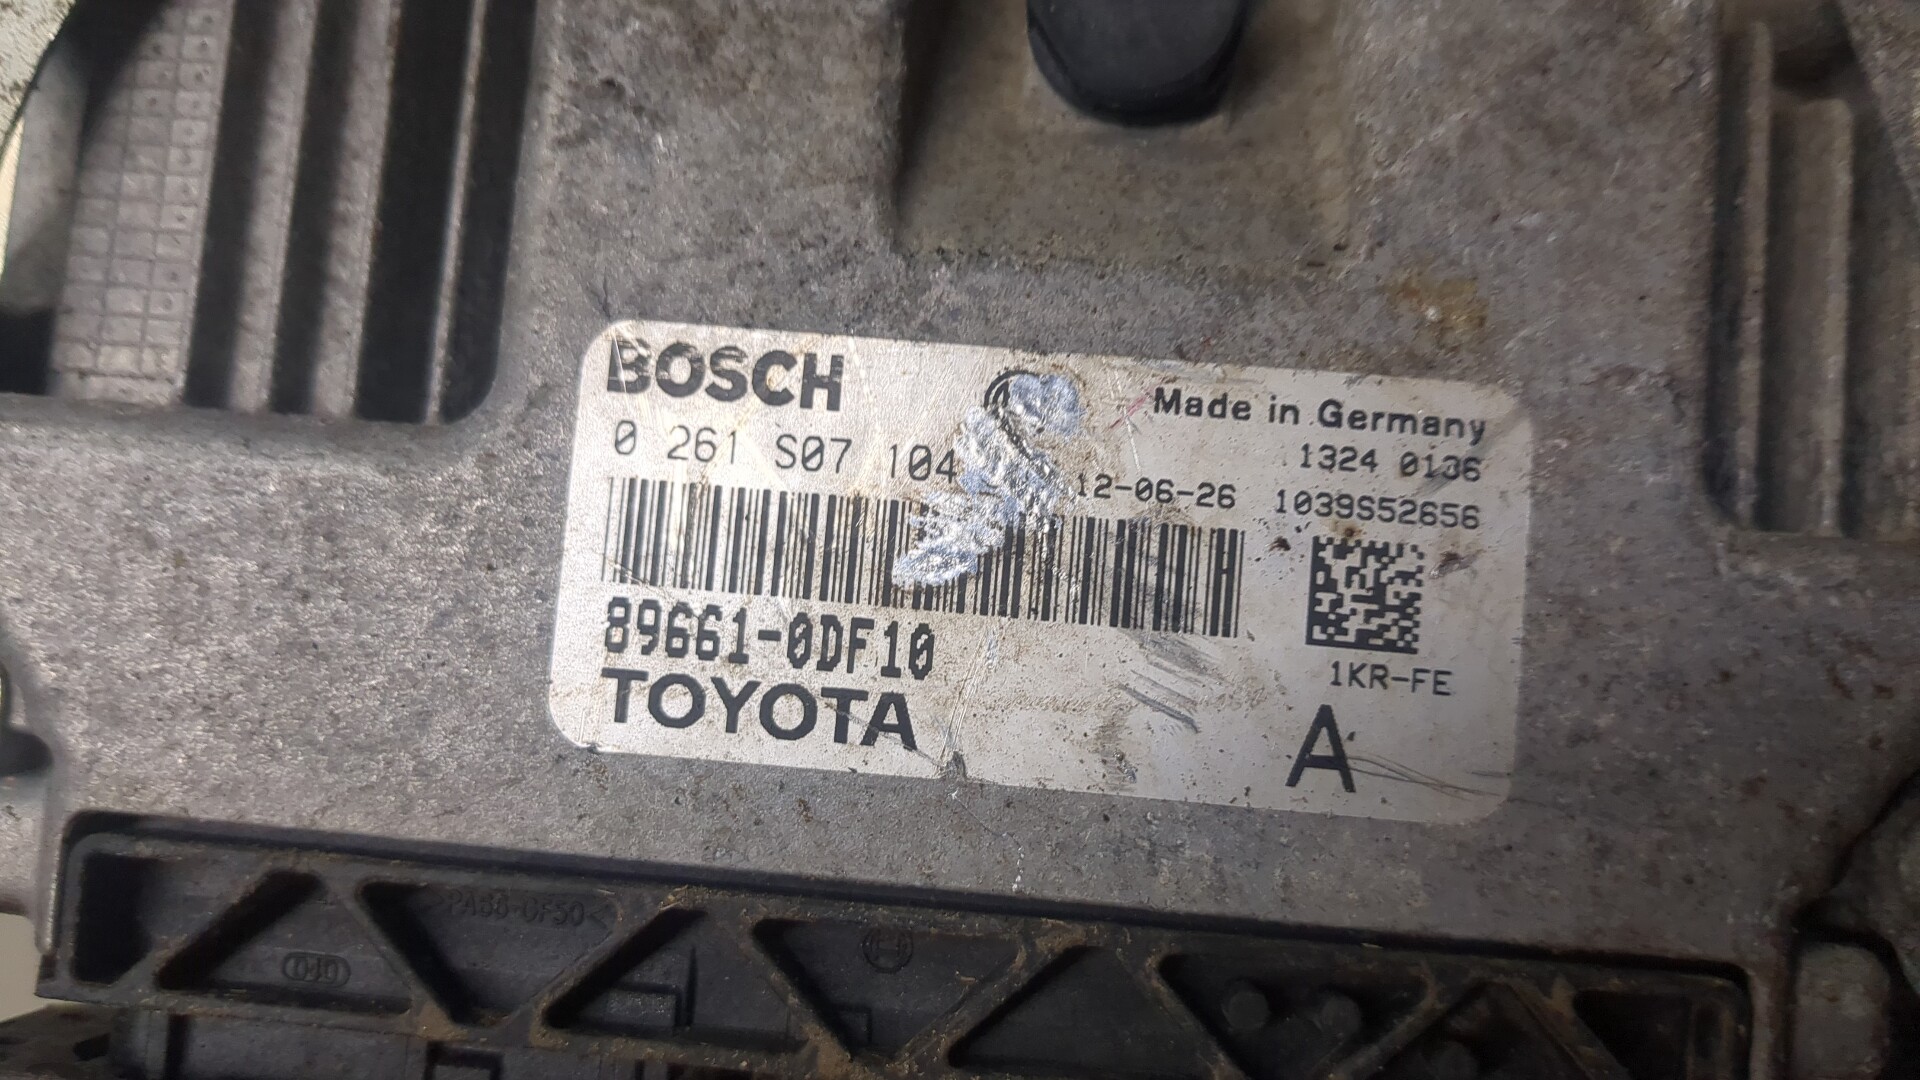 BOSCH
Made in Germany
0 261 S07 104
1324 0136
12-06-26 1039S52656
89661-0DF10
1KR-FE
TOYOTA
A